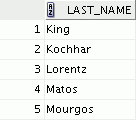 LAST_NAME
1 King
2 Kochhar
3 Lorentz
4 Matos
5 Mourgos